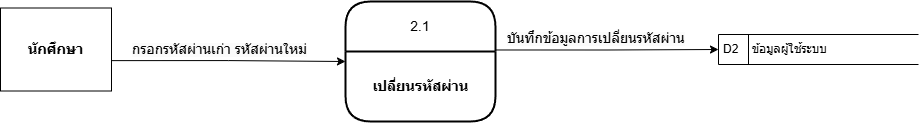 นักศึกษา
กรอกรหัสผ่านเก่า รหัสผ่านใหม่
2.1
เปลี่ยนรหัสผ่าน
บันทึกข้อมูลการเปลี่ยนรหัสผ่าน
D2 ข้อมูลผู้ใช้ระบบ